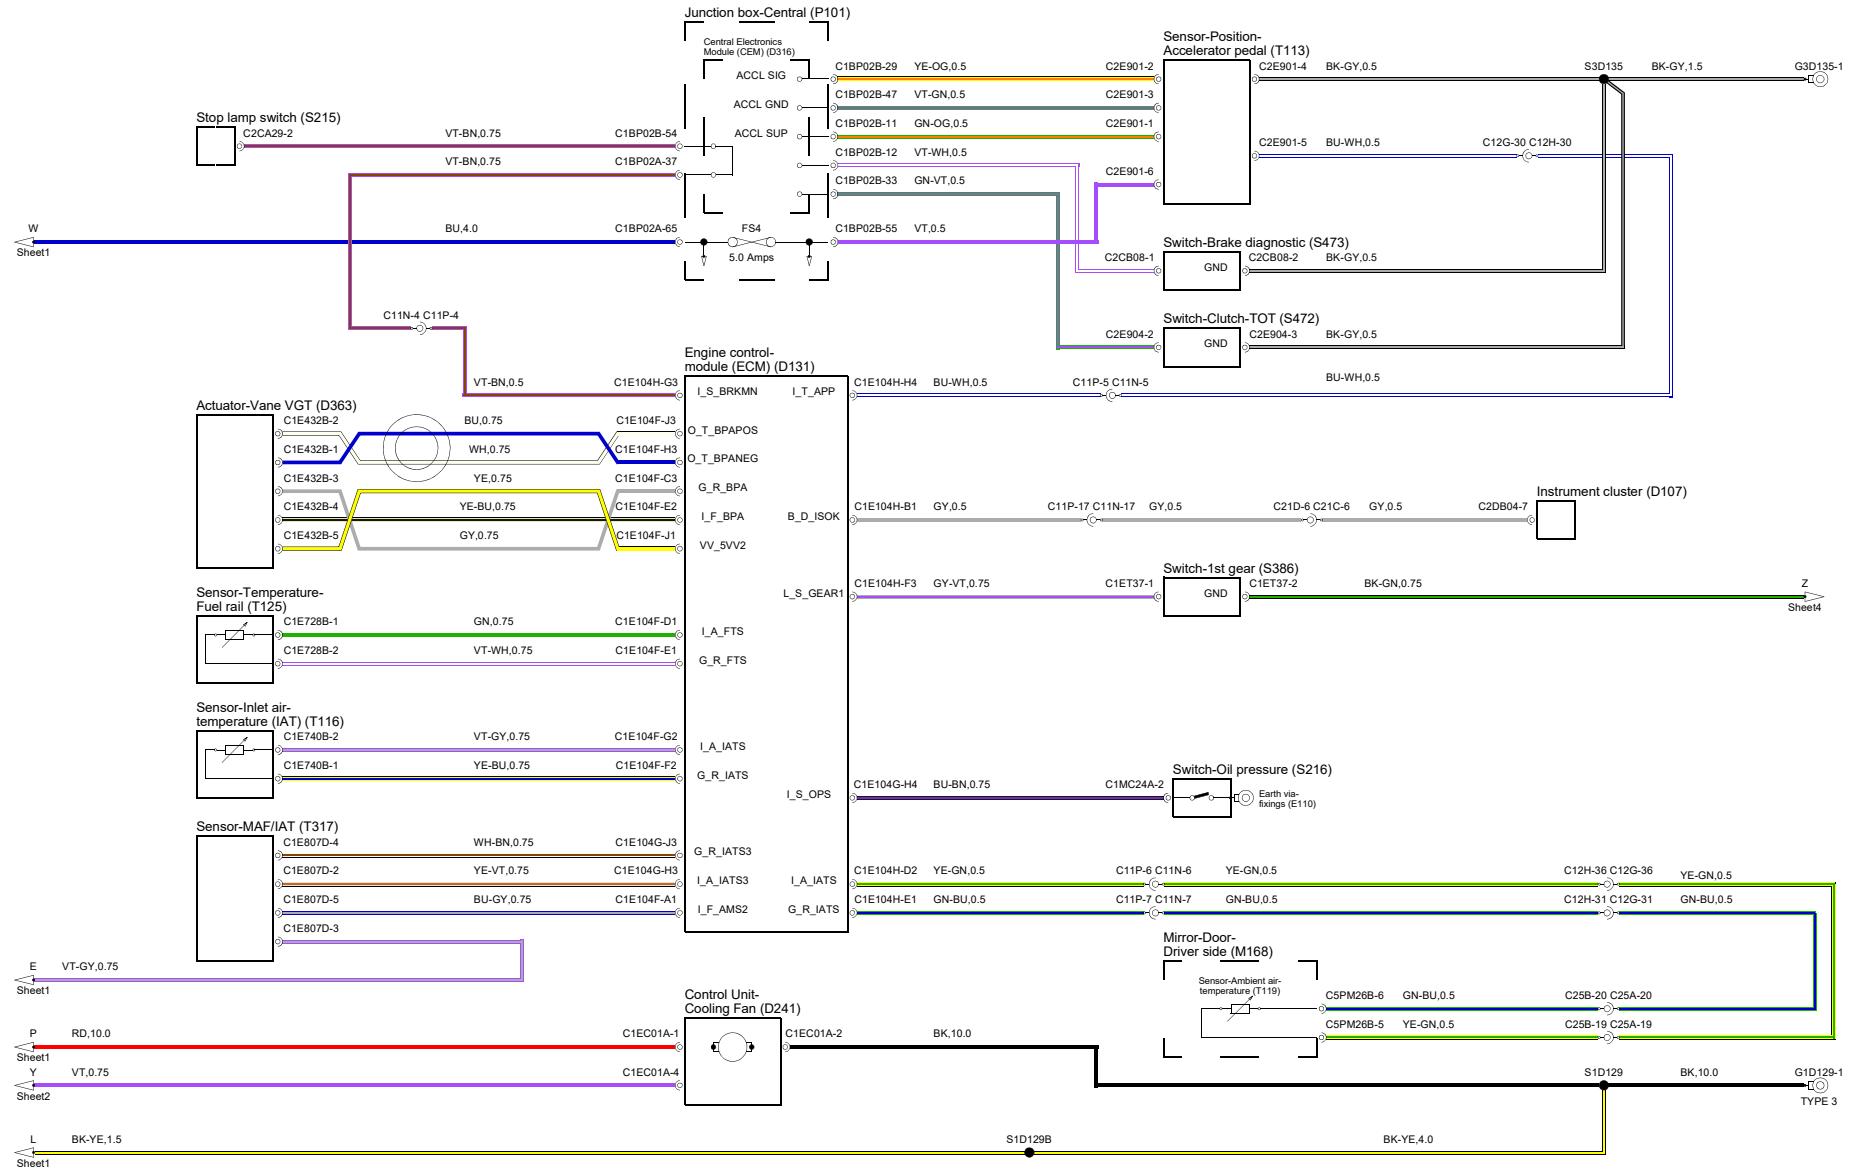 Junction box-Central (P101)
Central Electronics
Module (CEM) (D316)
ACCL SIG
ACCL GND
ACCL SUP
C1BP02B-29 YE-OG,0.5 C2E901-2
C1BP02B-47 VT-GN,0.5 C2E901-3
C1BP02B-11 GN-OG,0.5 C2E901-1
C1BP02B-12 VT-WH,0.5
C1BP02B-33 GN-VT,0.5
C2E901-6
Sensor-Position-
Accelerator pedal (T113)
C2E901-4 BK-GY,0.5 S3D135 BK-GY,1.5 G3D135-1
C2E901-5 BU-WH,0.5 C12G-30 C12H-30
Stop lamp switch (S215)
C2CA29-2 VT-BN,0.75 C1BP02B-54
VT-BN,0.75 C1BP02A-37
W
Sheet1
BU,4.0 C1BP02A-65
FS4
5.0 Amps
C1BP02B-55 VT,0.5
Switch-Brake diagnostic (S473)
C2CB08-1 GND C2CB08-2 BK-GY,0.5
C11N-4 C11P-4
Switch-Clutch-TOT (S472)
C2E904-2 GND C2E904-3 BK-GY,0.5
Engine control-
module (ECM) (D131)
VT-BN,0.5 C1E104H-G3 I_S_BRKMN
I_T_APP C1E104H-H4 BU-WH,0.5 C11P-5 C11N-5 BU-WH,0.5
Actuator-Vane VGT (D363)
C1E432B-2 BU,0.75 C1E104F-J3 O_T_BPAPOS
C1E432B-1 WH,0.75 C1E104F-H3 O_T_BPANEG
C1E432B-3 YE,0.75 C1E104F-C3 G_R_BPA
C1E432B-4 YE-BU,0.75 C1E104F-E2 I_F_BPA
C1E432B-5 GY,0.75 C1E104F-J1 VV_5VV2
B_D_ISOK C1E104H-B1 GY,0.5 C11P-17 C11N-17 GY,0.5 C21D-6 C21C-6 GY,0.5 C2DB04-7
Instrument cluster (D107)
Switch-1st gear (S386)
L_S_GEAR1 C1E104H-F3 GY-VT,0.75 C1ET37-1 GND C1ET37-2 BK-GN,0.75
Z
Sheet4
Sensor-Temperature-
Fuel rail (T125)
C1E728B-1 GN,0.75 C1E104F-D1 I_A_FTS
C1E728B-2 VT-WH,0.75 C1E104F-E1 G_R_FTS
Sensor-Inlet air-
temperature (IAT) (T116)
C1E740B-2 VT-GY,0.75 C1E104F-G2 I_A_IATS
C1E740B-1 YE-BU,0.75 C1E104F-F2 G_R_IATS
Switch-Oil pressure (S216)
I_S_OPS C1E104G-H4 BU-BN,0.75 C1MC24A-2
Earth via-
fixings (E110)
Sensor-MAF/IAT (T317)
C1E807D-4 WH-BN,0.75 C1E104G-J3 G_R_IATS3
C1E807D-2 YE-VT,0.75 C1E104G-H3 I_A_IATS3
C1E807D-5 BU-GY,0.75 C1E104F-A1 I_F_AMS2
C1E807D-3
I_A_IATS C1E104H-D2 YE-GN,0.5 C11P-6 C11N-6 YE-GN,0.5 C12H-36 C12G-36 YE-GN,0.5
G_R_IATS C1E104H-E1 GN-BU,0.5 C11P-7 C11N-7 GN-BU,0.5 C12H-31 C12G-31 GN-BU,0.5
E VT-GY,0.75
Sheet1
Mirror-Door-
Driver side (M168)
Sensor-Ambient air-
temperature (T119)
C5PM26B-6 GN-BU,0.5 C25B-20 C25A-20
C5PM26B-5 YE-GN,0.5 C25B-19 C25A-19
Control Unit-
Cooling Fan (D241)
P RD,10.0 C1EC01A-1
Sheet1
C1EC01A-2 BK,10.0
Y VT,0.75 C1EC01A-4
Sheet2
S1D129 BK,10.0 G1D129-1
TYPE 3
L BK-YE,1.5 S1D129B BK-YE,4.0
Sheet1